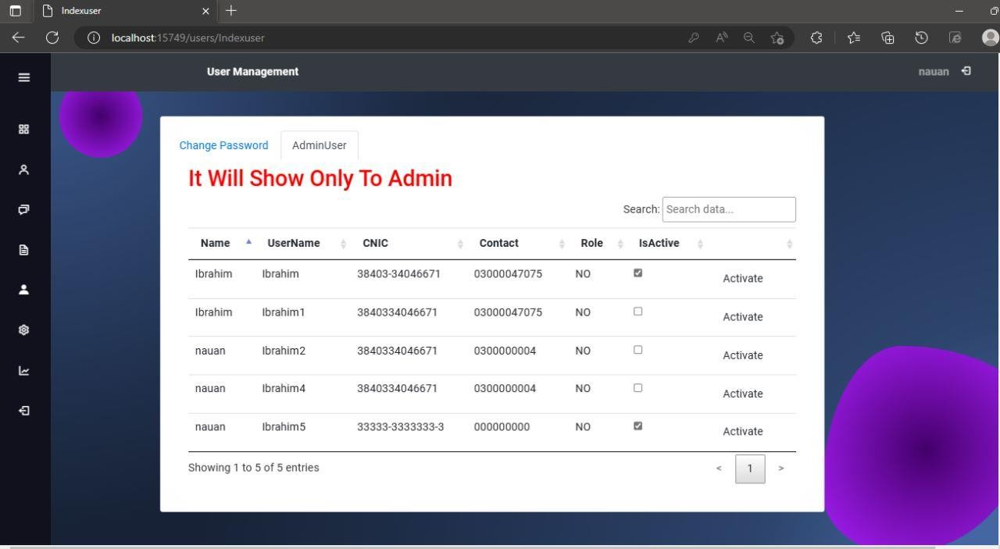 Indexuser
localhost:15749/users/Indexuser
User Management
nauan
Change Password AdminUser
It Will Show Only To Admin
Search: Search data...
Name UserName CNIC Contact Role IsActive
Ibrahim Ibrahim 38403-34046671 03000047075 NO Activate
Ibrahim Ibrahim1 3840334046671 03000047075 NO Activate
nauan Ibrahim2 3840334046671 0300000004 NO Activate
nauan Ibrahim4 3840334046671 0300000004 NO Activate
nauan Ibrahim5 33333-3333333-3 000000000 NO Activate
Showing 1 to 5 of 5 entries < 1 >